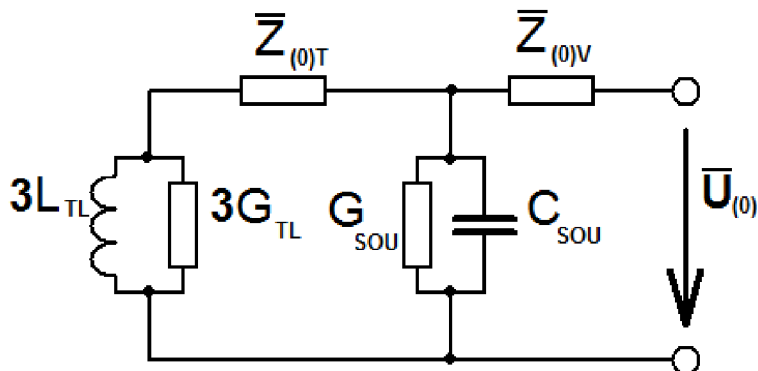 Z̅(0)T
Z̅(0)V
3LTL
3GTL
GSOU
CSOU
U̅(0)